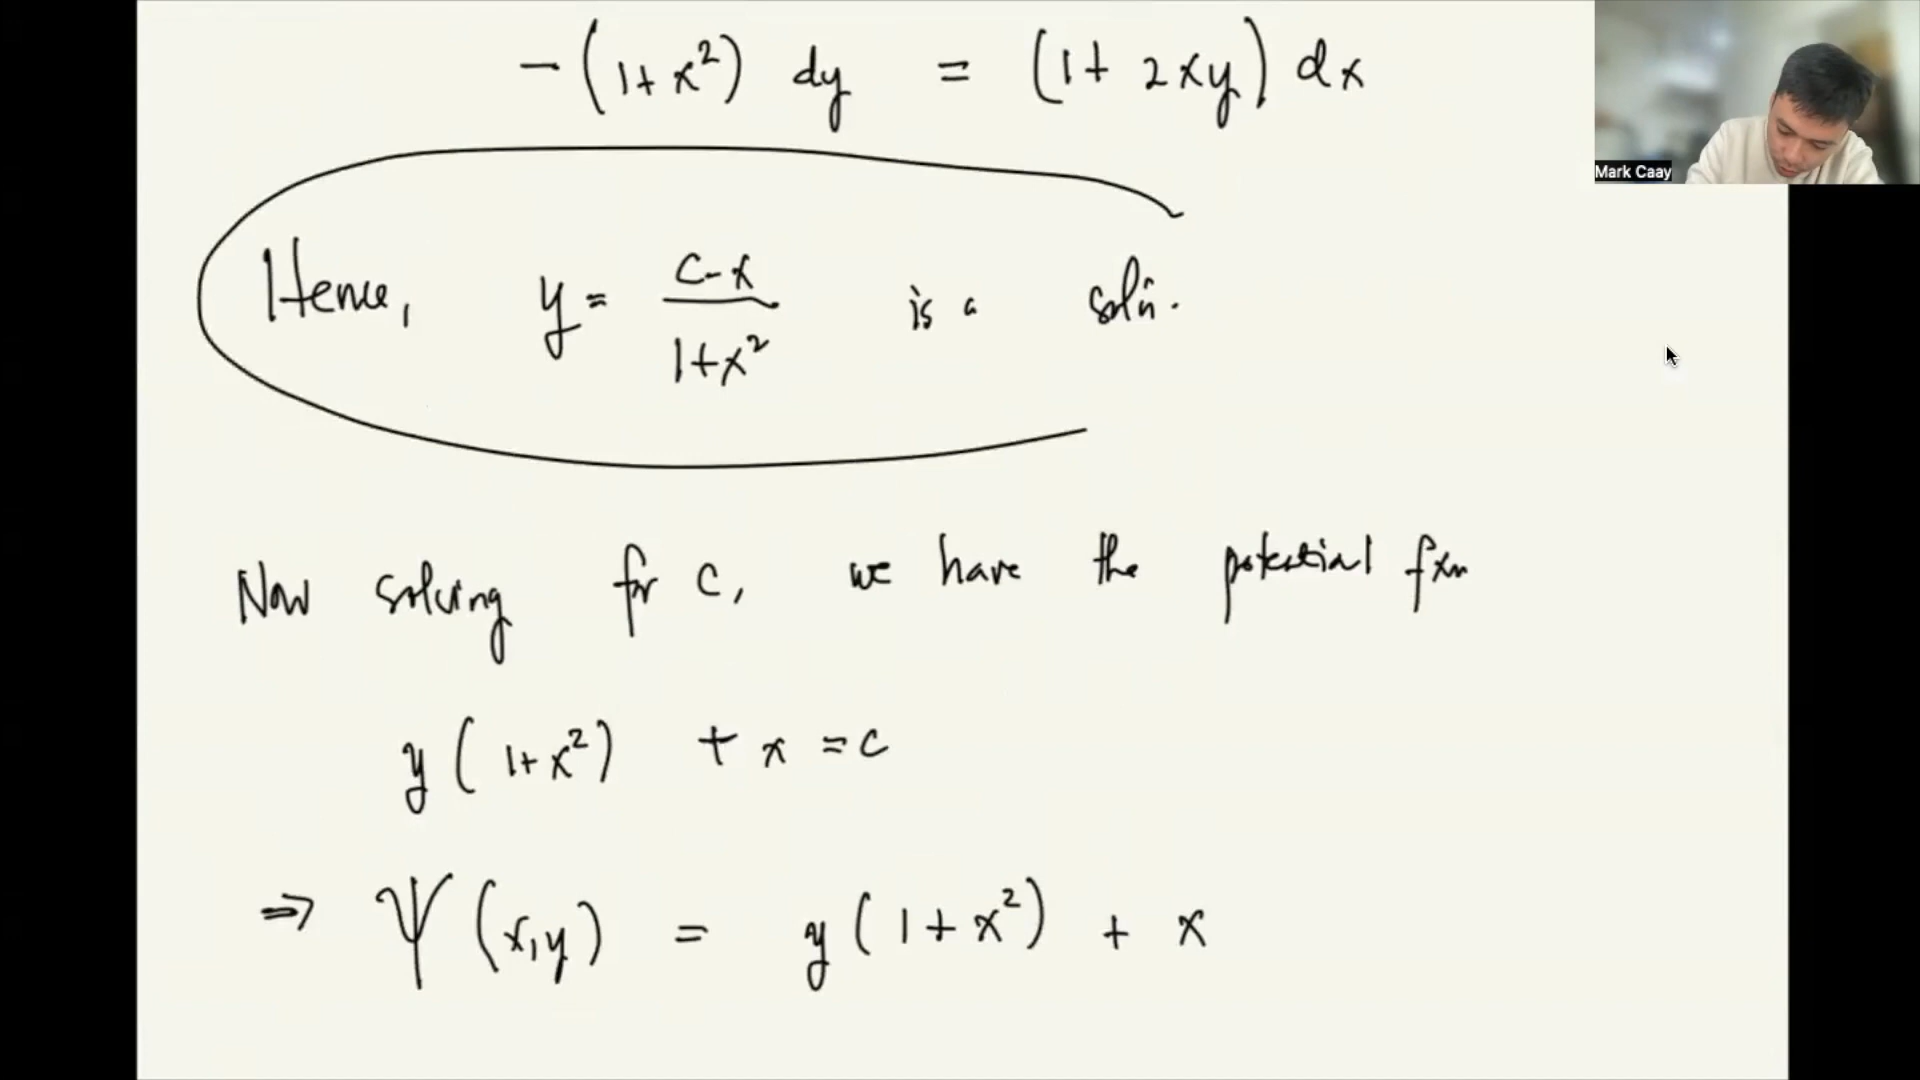 -(1+x²) dy = (1+ 2xy) dx
Mark Caay
Hence, y = \frac{c-x}{1+x²} is a soln.
Now solving for c, we have the potential fxn
y(1+x²) + x = c
⇒ Ψ(x,y) = y(1+x²) + x